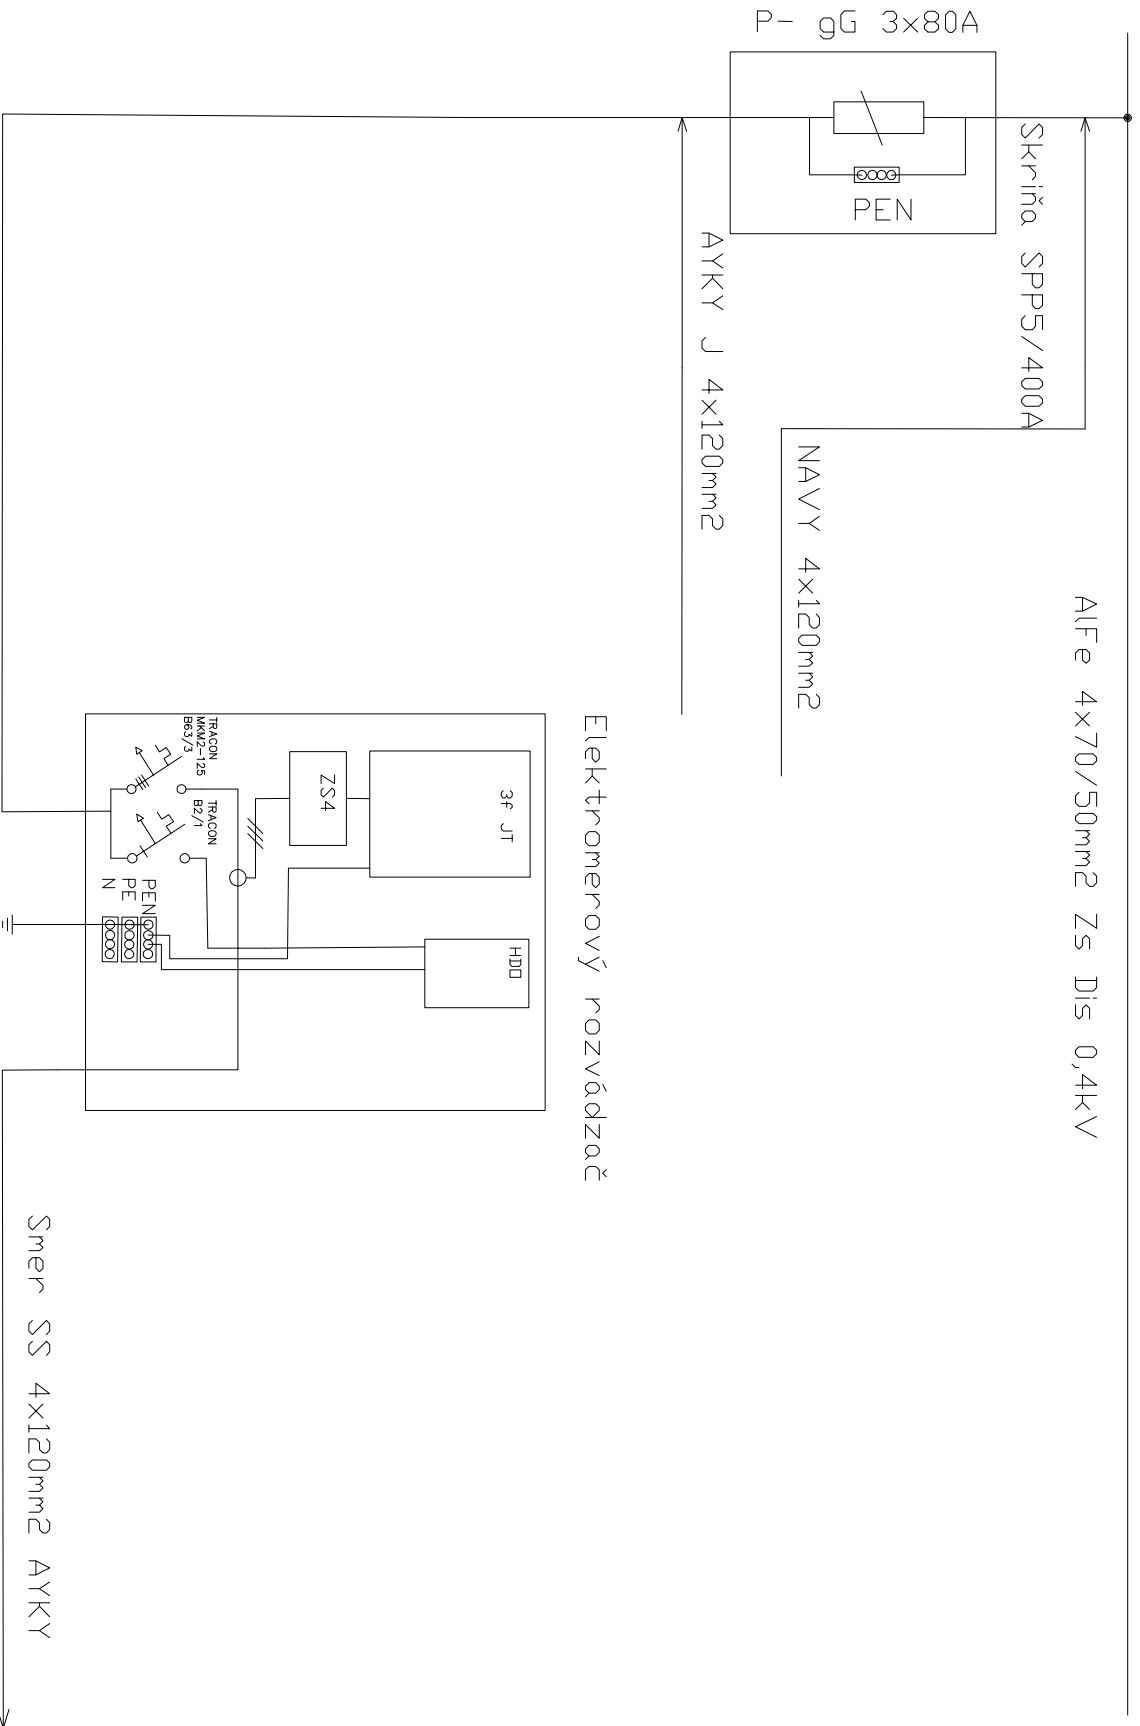 P- gG 3x80A
PEN
Skriňa SPP5/400A
AYKY J 4x120mm2
NAVY 4x120mm2
AlFe 4x70/50mm2 Zs Dis 0,4kV
Elektromerový rozvádzač
3f JT
ZS4
HDO
TRACON
MKM2-125
B63/3
TRACON
B2/1
PEN
PE
N
Smer SS 4x120mm2 AYKY